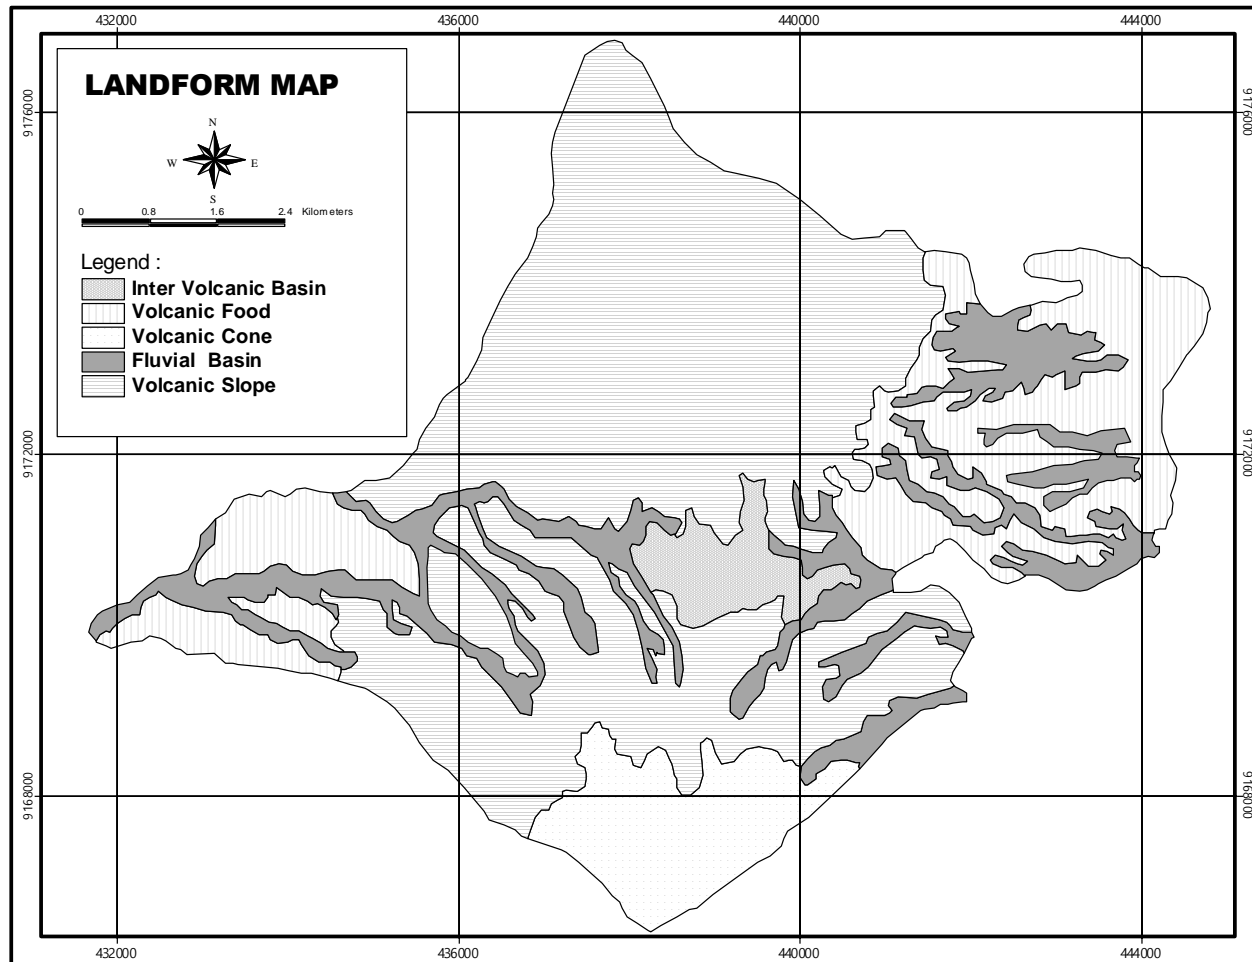 432000 436000 440000 444000
LANDFORM MAP
9176000 9176000
N
W E
S
0 0.8 1.6 2.4 Kilometers
Legend :
Inter Volcanic Basin
Volcanic Food
Volcanic Cone
Fluvial Basin
Volcanic Slope
9172000 9172000
9168000 9168000
432000 436000 440000 444000